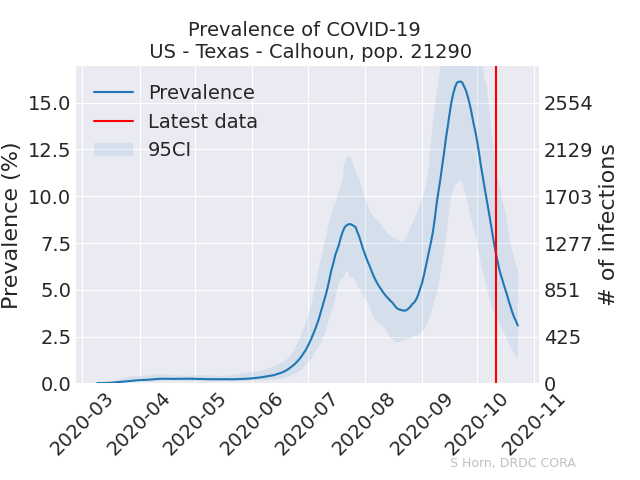 Prevalence of COVID-19
US - Texas - Calhoun, pop. 21290
Prevalence (%)
15.0
12.5
10.0
7.5
5.0
2.5
0.0
Prevalence
Latest data
95CI
2554
2129
1703
1277
851
425
0
# of infections
2020-03
2020-04
2020-05
2020-06
2020-07
2020-08
2020-09
2020-10
2020-11
S Horn, DRDC CORA